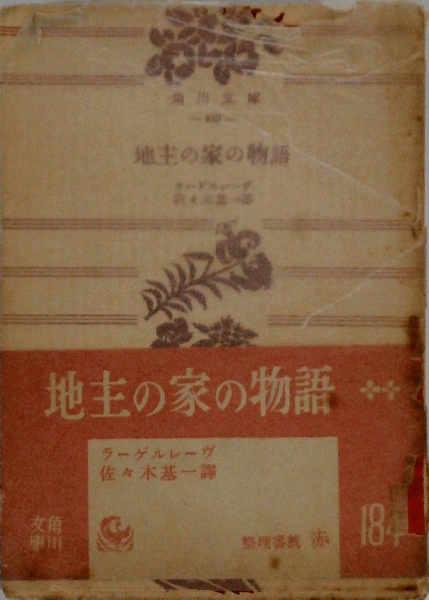 角川文庫
地主の家の物語
ラーゲルレーヴ
佐々木基一譯
地主の家の物語
ラーゲルレーヴ
佐々木基一譯
角川
文庫
整理番號 赤
184